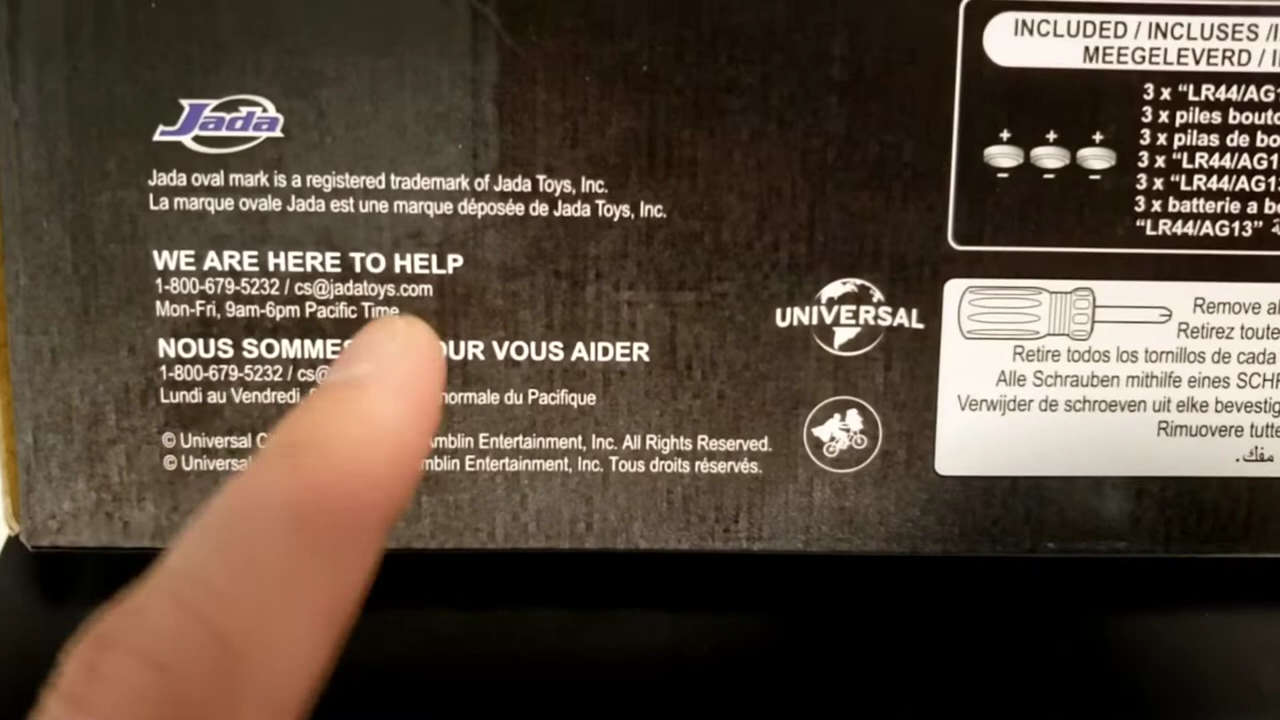 Jada
Jada oval mark is a registered trademark of Jada Toys, Inc.
La marque ovale Jada est une marque déposée de Jada Toys, Inc.
WE ARE HERE TO HELP
1-800-679-5232 / cs@jadatoys.com
Mon-Fri, 9am-6pm Pacific Time
NOUS SOMMES OUR VOUS AIDER
1-800-679-5232 / cs@
Lundi au Vendredi, normale du Pacifique
© Universal mblin Entertainment, Inc. All Rights Reserved.
© Universa mblin Entertainment, Inc. Tous droits réservés.
UNIVERSAL
INCLUDED / INCLUSES /
MEEGELEVERD /
3 x “LR44/AG1
3 x piles bouto
3 x pilas de bo
3 x “LR44/AG1
3 x “LR44/AG13
3 x batterie a bo
“LR44/AG13”
Remove al
Retirez toute
Retire todos los tornillos de cada
Alle Schrauben mithilfe eines SCHR
Verwijder de schroeven uit elke bevestig
Rimuovere tutte
مفك.